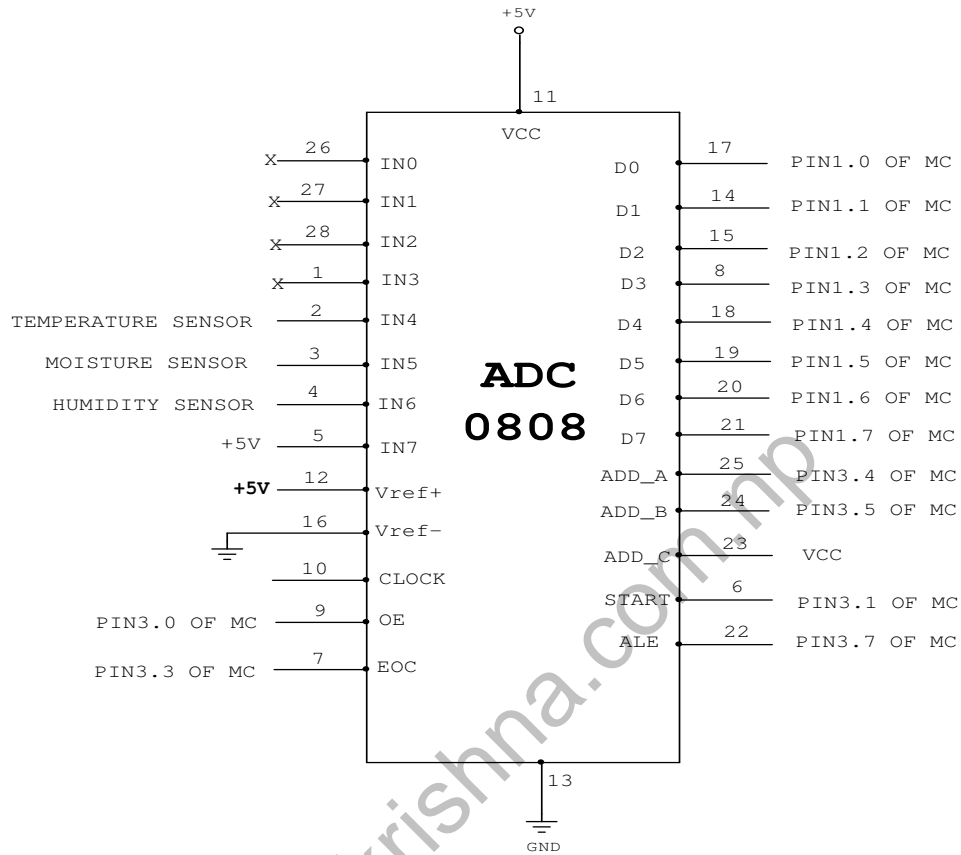 +5V
11
VCC
X 26 IN0
X 27 IN1
X 28 IN2
X 1 IN3
TEMPERATURE SENSOR 2 IN4
MOISTURE SENSOR 3 IN5
HUMIDITY SENSOR 4 IN6
+5V 5 IN7
+5V 12 Vref+
16 Vref-
10 CLOCK
PIN3.0 OF MC 9 OE
PIN3.3 OF MC 7 EOC
ADC
0808
D0 17 PIN1.0 OF MC
D1 14 PIN1.1 OF MC
D2 15 PIN1.2 OF MC
D3 8 PIN1.3 OF MC
D4 18 PIN1.4 OF MC
D5 19 PIN1.5 OF MC
D6 20 PIN1.6 OF MC
D7 21 PIN1.7 OF MC
ADD_A 25 PIN3.4 OF MC
ADD_B 24 PIN3.5 OF MC
ADD_C 23 VCC
START 6 PIN3.1 OF MC
ALE 22 PIN3.7 OF MC
13
GND
krishna.com.np